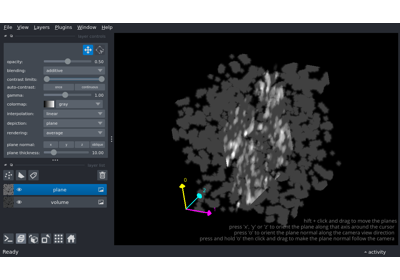 File View Layers Plugins Window Help
layer controls
opacity: 0.50
blending: additive
contrast limits:
auto-contrast: once continuous
gamma: 1.00
colormap: gray
interpolation: linear
depiction: plane
rendering: average
plane normal: x y z oblique
plane thickness: 10.00
layer list
plane
volume
0
shift + click and drag to move the planes
press 'x', 'y' or 'z' to orient the plane along that axis around the cursor
press 'o' to orient the plane normal along the camera view direction
press and hold 'o' then click and drag to make the plane normal follow the camera
Ready
activity